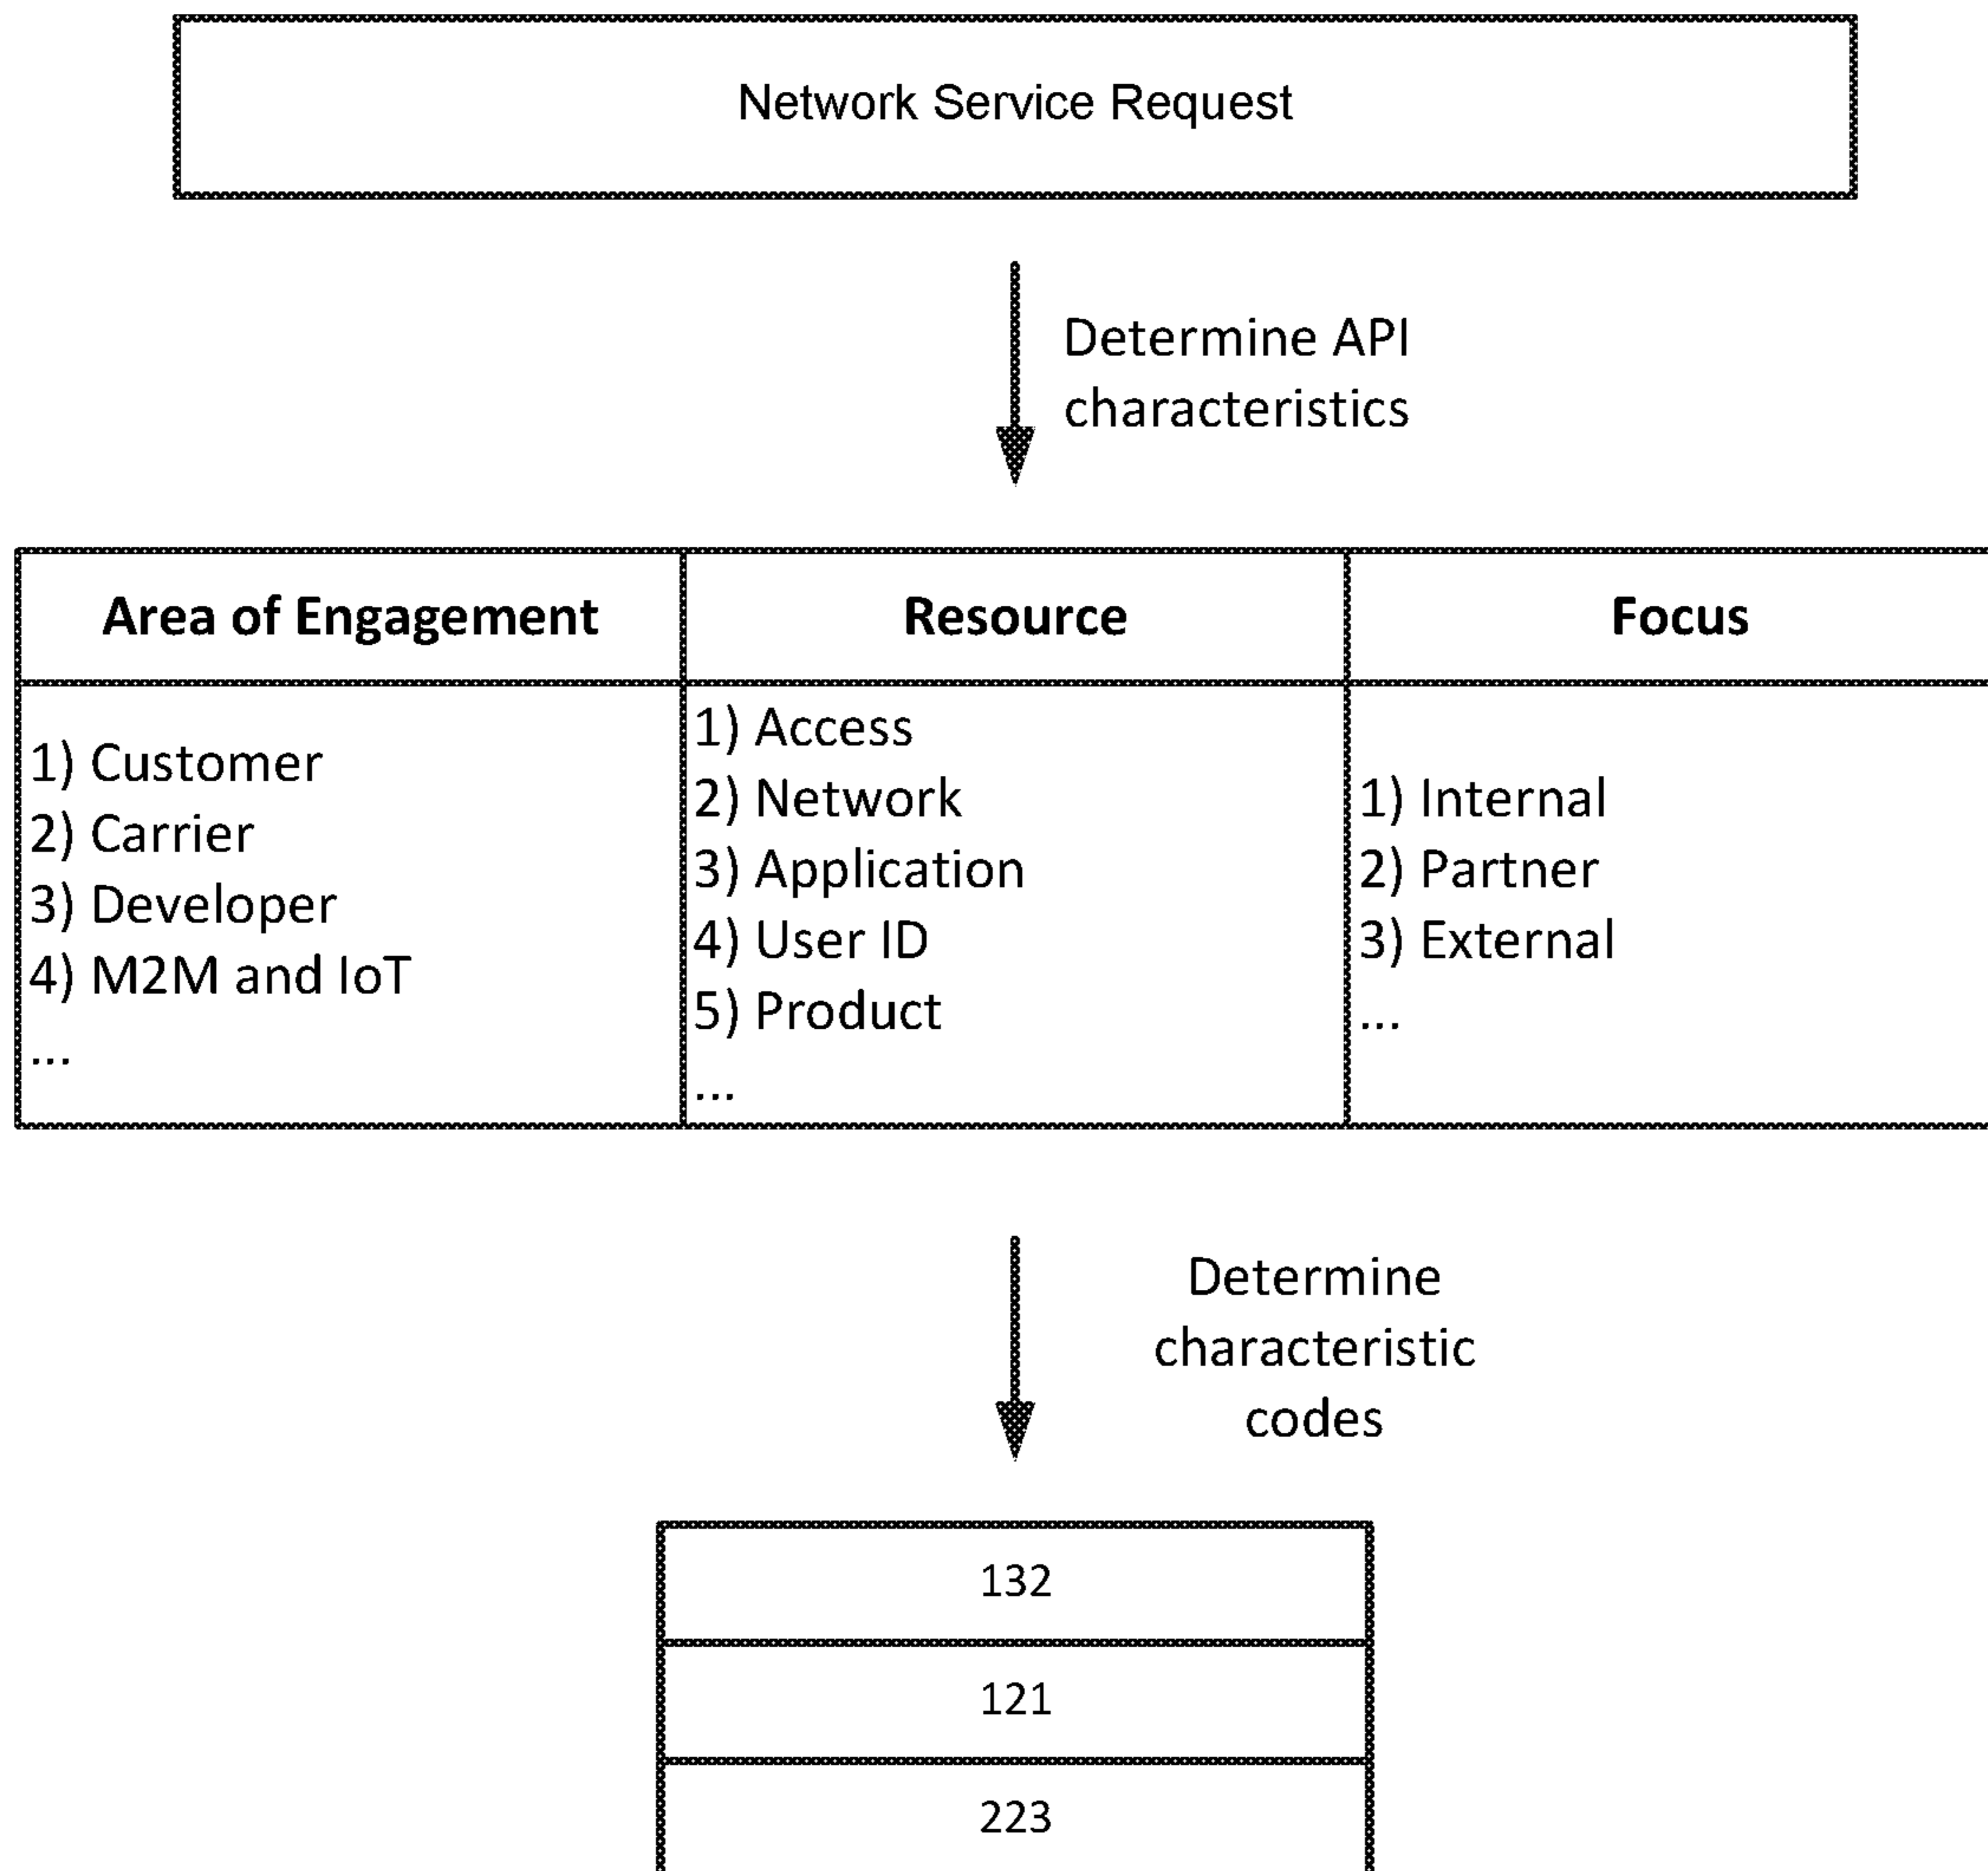 Network Service Request
Determine API
characteristics
Area of Engagement
Resource
Focus
1) Customer
2) Carrier
3) Developer
4) M2M and IoT
...
1) Access
2) Network
3) Application
4) User ID
5) Product
...
1) Internal
2) Partner
3) External
...
Determine
characteristic
codes
132
121
223